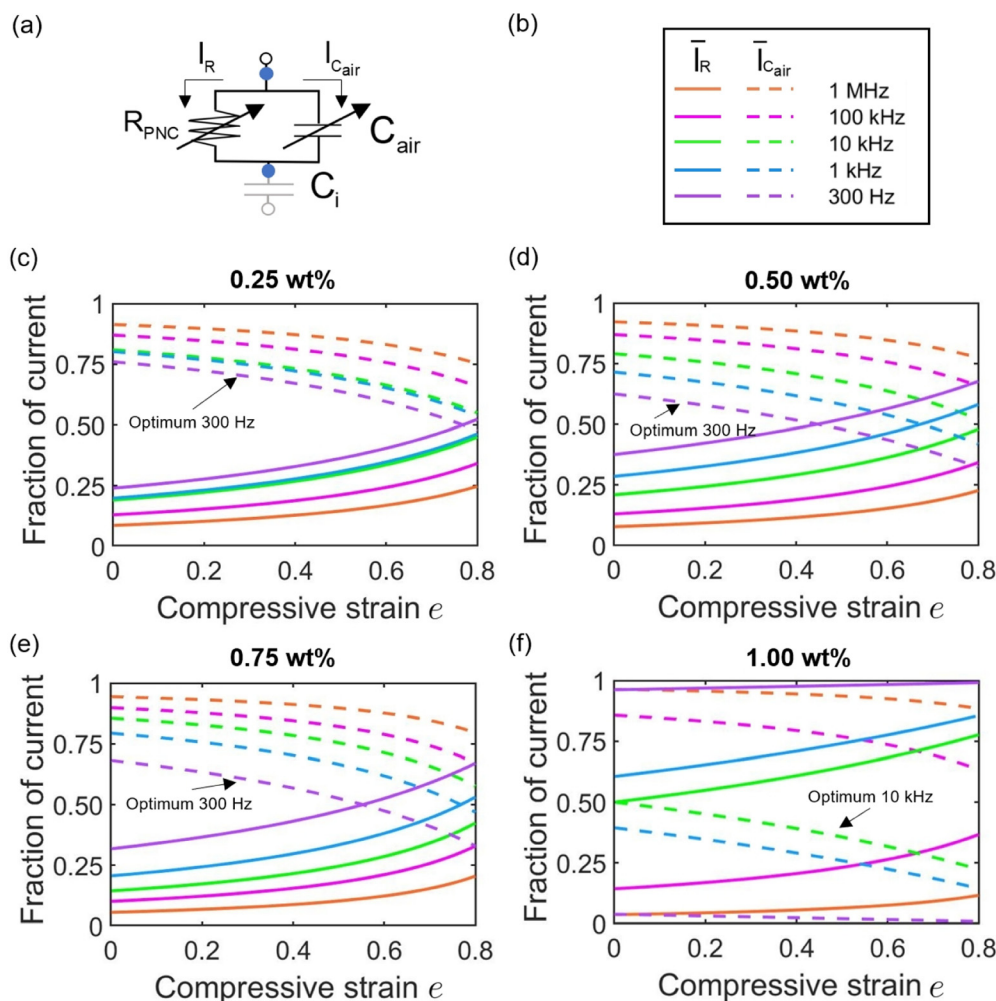 (a)
I_R
I_Cair
R_PNC
C_air
C_i
(b)
Ī_R Ī_Cair
1 MHz
100 kHz
10 kHz
1 kHz
300 Hz
(c)
0.25 wt%
Fraction of current
1
0.75
0.50
0.25
0
Optimum 300 Hz
0 0.2 0.4 0.6 0.8
Compressive strain e
(d)
0.50 wt%
Fraction of current
1
0.75
0.50
0.25
0
Optimum 300 Hz
0 0.2 0.4 0.6 0.8
Compressive strain e
(e)
0.75 wt%
Fraction of current
1
0.75
0.50
0.25
0
Optimum 300 Hz
0 0.2 0.4 0.6 0.8
Compressive strain e
(f)
1.00 wt%
Fraction of current
1
0.75
0.50
0.25
0
Optimum 10 kHz
0 0.2 0.4 0.6 0.8
Compressive strain e